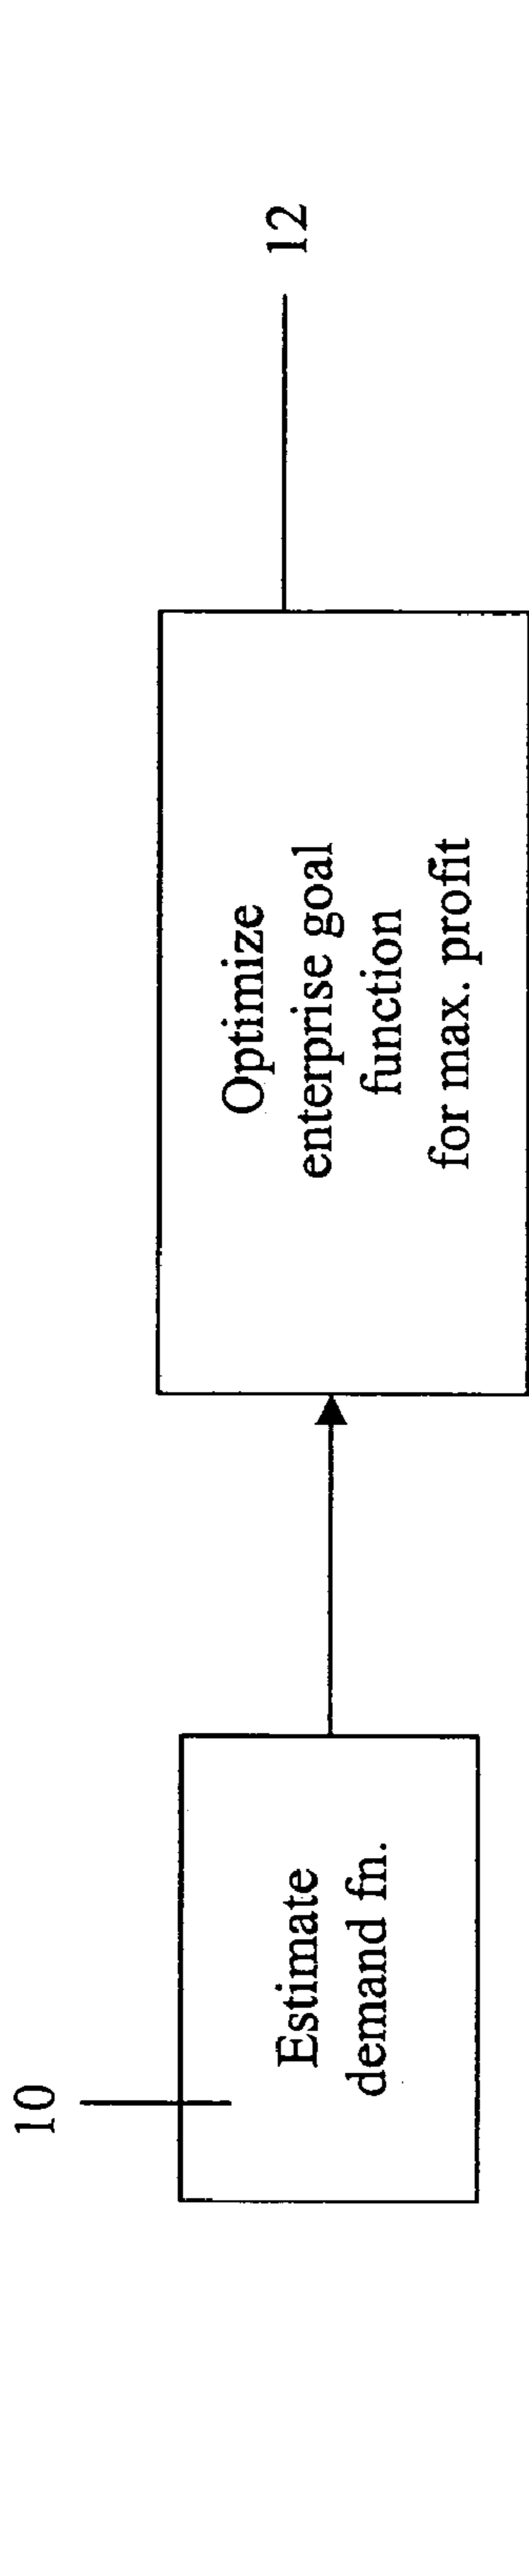 10
Estimate
demand fn.
Optimize
enterprise goal
function
for max. profit
12